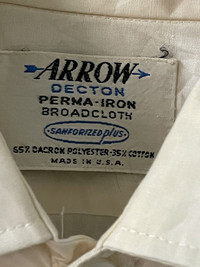 ARROW
DECTON
PERMA-IRON
BROADCLOTH
SANFORIZED plus
65% DACRON POLYESTER-35% COTTON
MADE IN U.S.A.